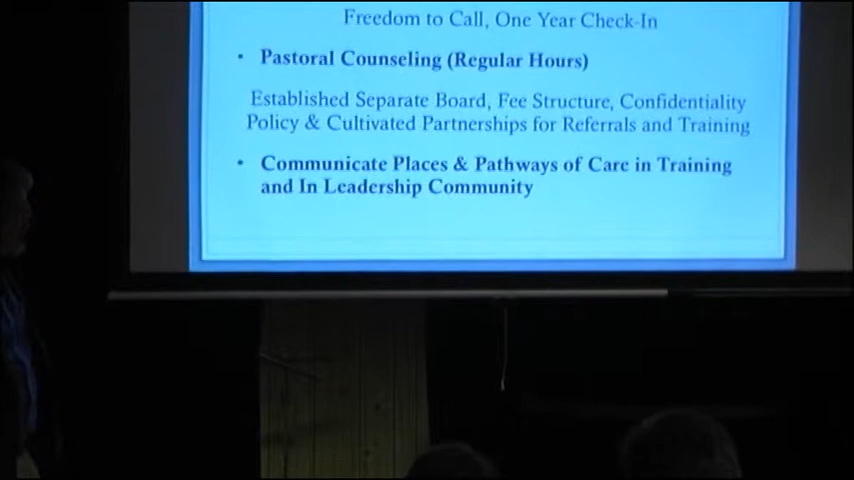 Freedom to Call, One Year Check-In
• Pastoral Counseling (Regular Hours)
Established Separate Board, Fee Structure, Confidentiality
Policy & Cultivated Partnerships for Referrals and Training
• Communicate Places & Pathways of Care in Training
and In Leadership Community